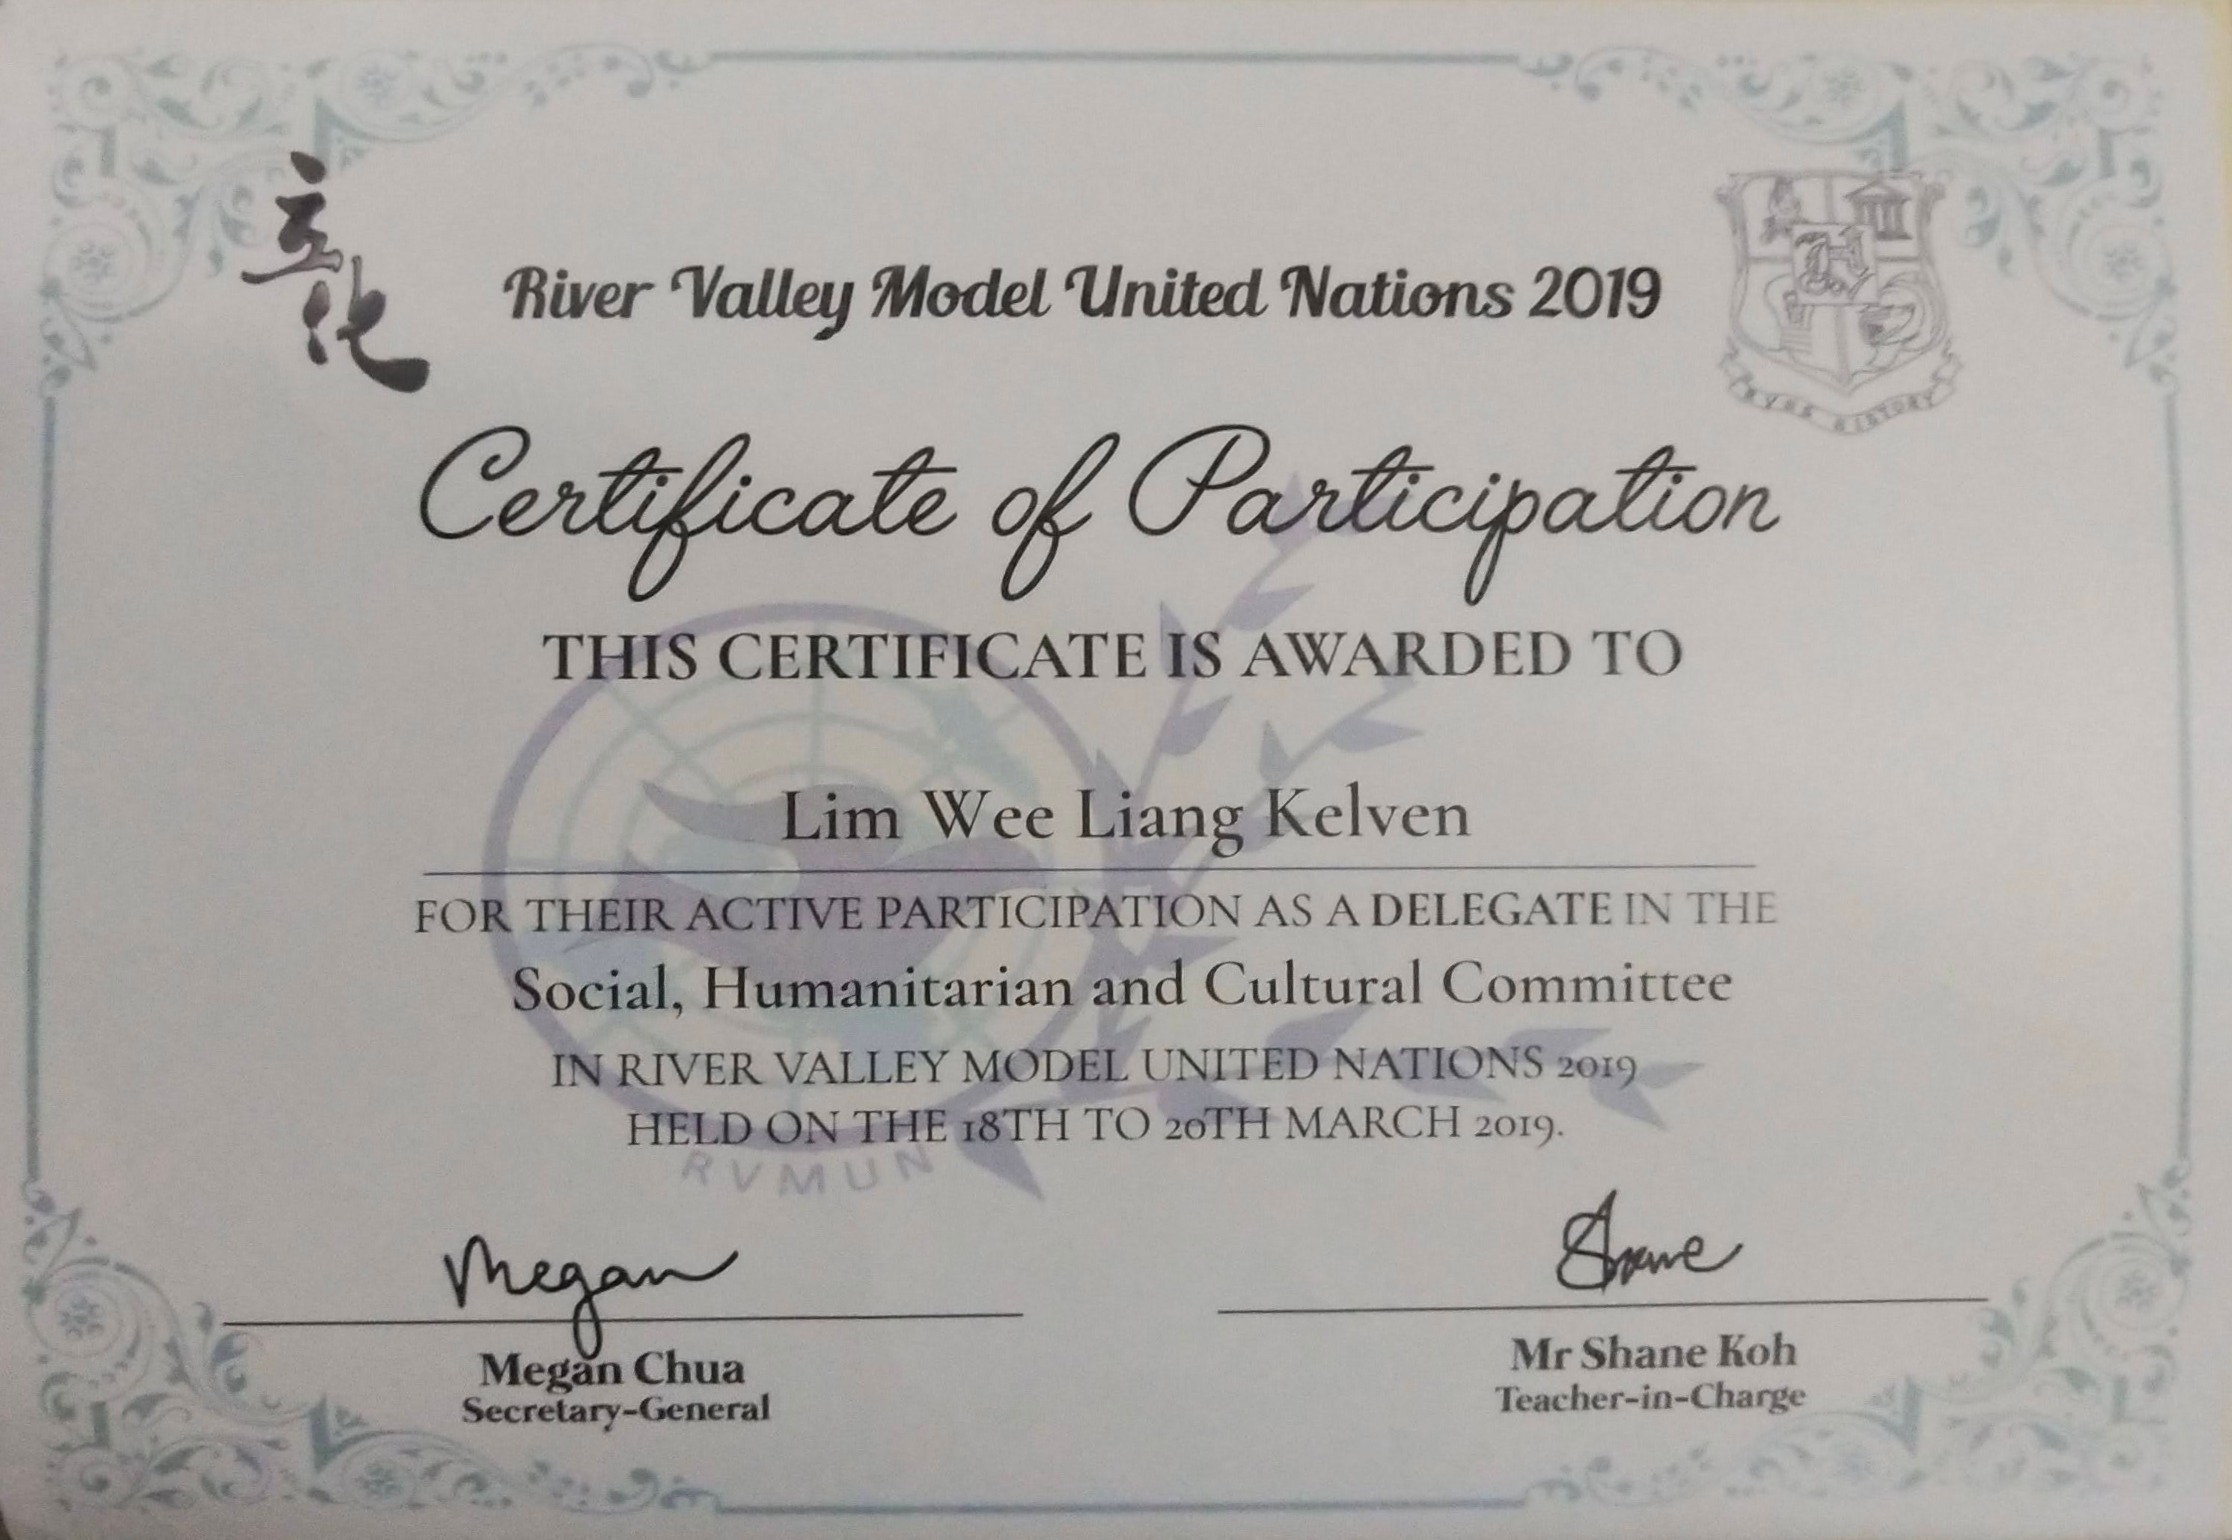 立化
River Valley Model United Nations 2019
RVHS HISTORY
Certificate of Participation
THIS CERTIFICATE IS AWARDED TO
Lim Wee Liang Kelven
FOR THEIR ACTIVE PARTICIPATION AS A DELEGATE IN THE
Social, Humanitarian and Cultural Committee
IN RIVER VALLEY MODEL UNITED NATIONS 2019
HELD ON THE 18TH TO 20TH MARCH 2019.
RVMUN
Megan
Shane
Megan Chua
Secretary-General
Mr Shane Koh
Teacher-in-Charge